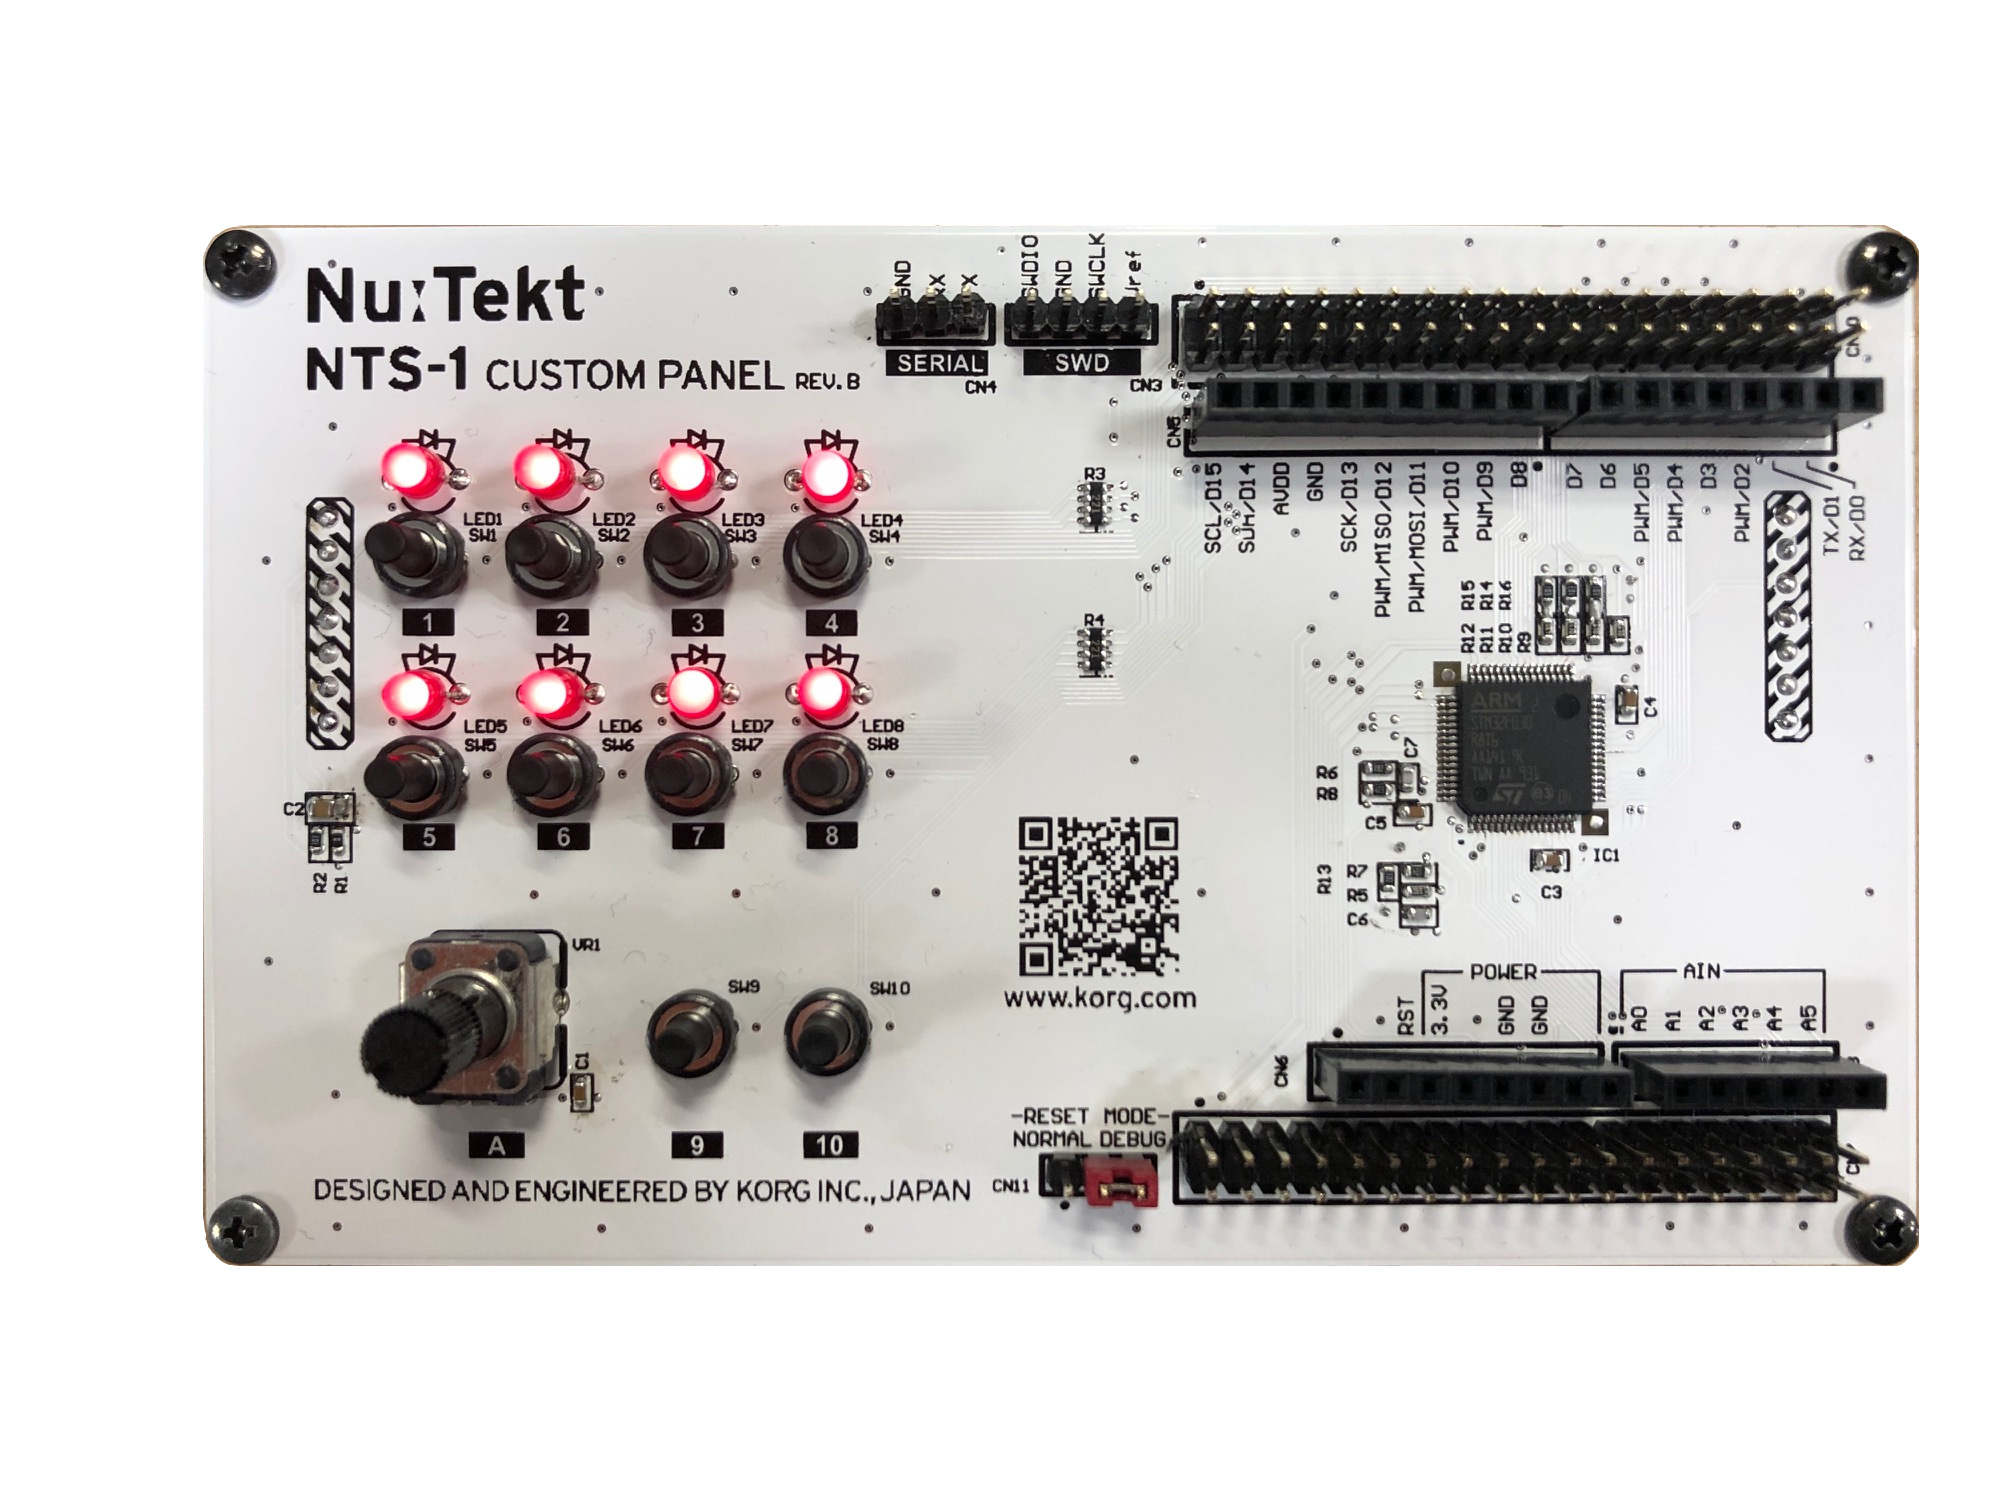 Nu:Tekt
NTS-1 CUSTOM PANEL REV.B
GND
SERIAL
CN4
SWDIO
GND
SWCLK
Vref
SWD
CN3
CN5
SCL/D15
AVDD
GND
SCK/D13
PWM/MISO/D12
PWM/MOSI/D11
PWM/D10
PWM/D9
D8
D7
D6
PWM/D5
PWM/D4
D3
PWM/D2
TX/D1
RX/D0
LED1
SW1
LED2
SW2
LED3
SW3
LED4
SW4
1
2
3
4
LED5
SW5
LED6
SW6
LED7
SW7
LED8
SW8
5
6
7
8
R3
R4
R12 R15
R11 R14
R10 R16
R9
ARM
C4
C7
R6
R8
C5
IC1
C3
R13
R7
R5
C6
C2
R2
R1
VR1
C1
A
SW9
9
SW10
10
www.korg.com
POWER
RST
3.3V
GND
GND
AIN
A0
A1
A2
A3
A4
A5
CN6
-RESET MODE-
NORMAL DEBUG
CN11
DESIGNED AND ENGINEERED BY KORG INC., JAPAN